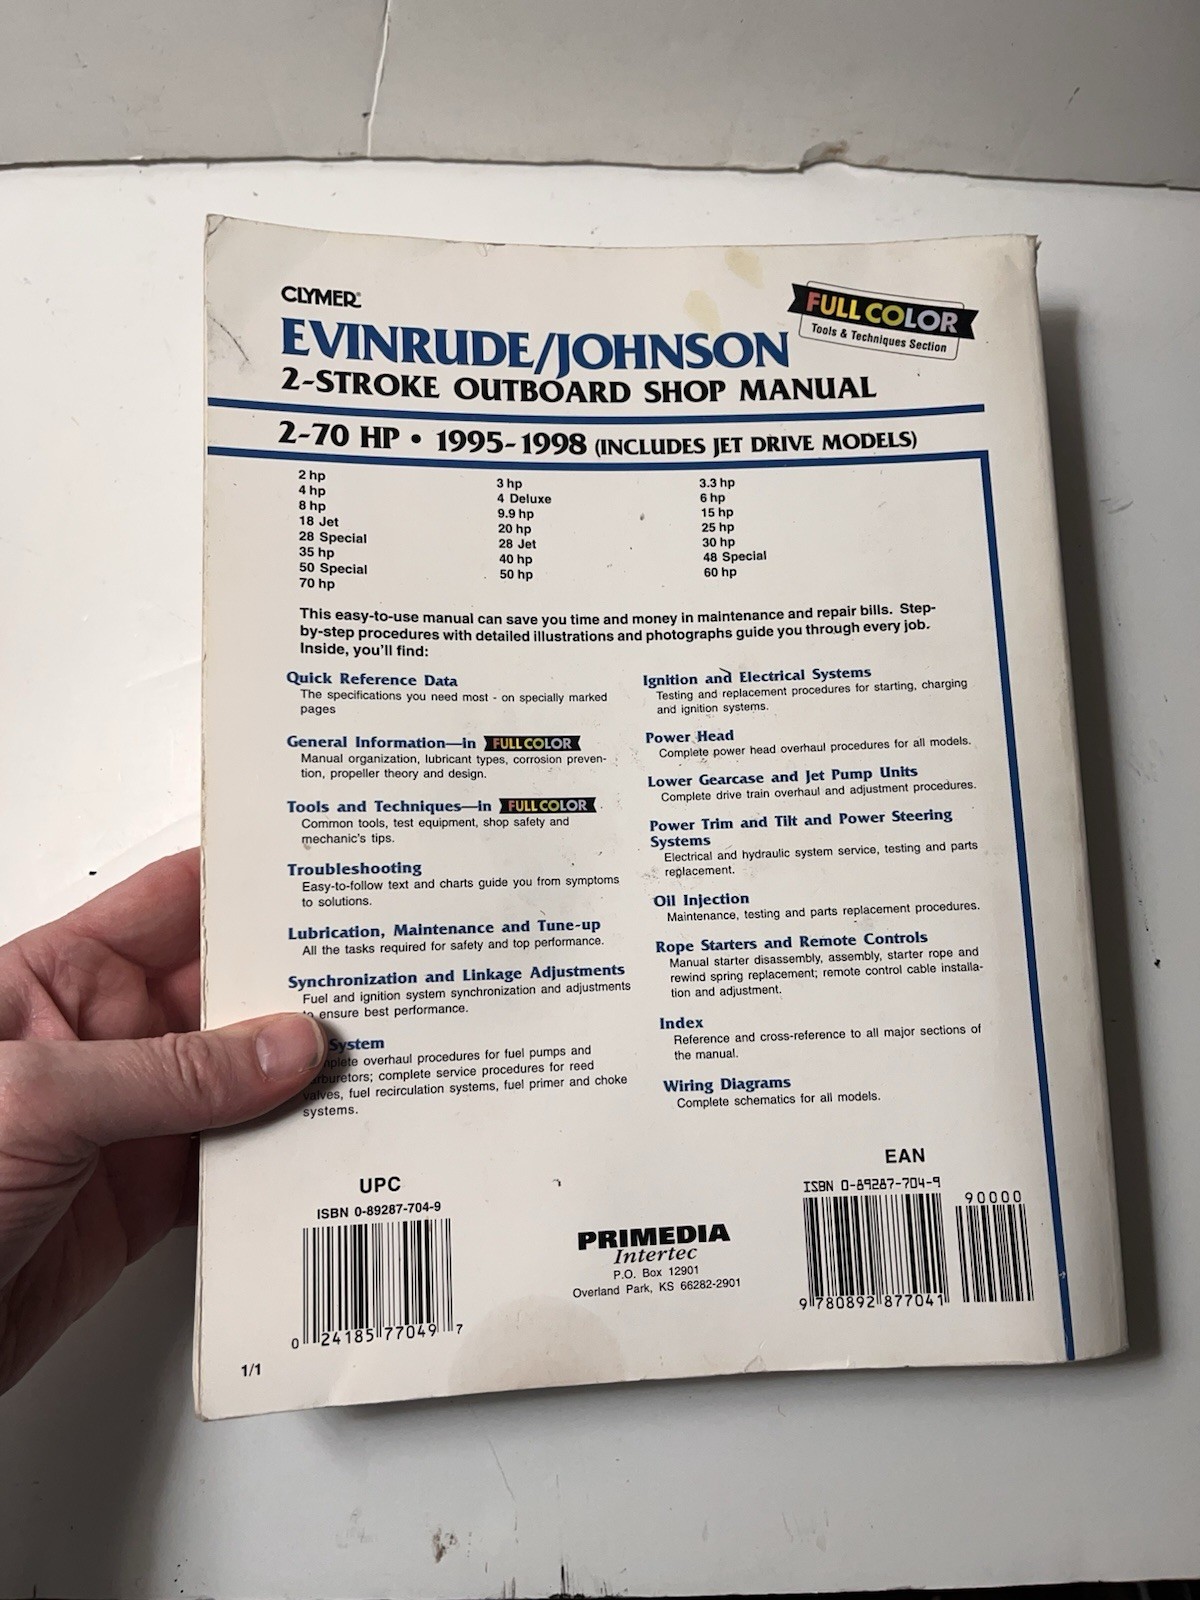 CLYMER®
EVINRUDE/JOHNSON
2-STROKE OUTBOARD SHOP MANUAL
FULL COLOR
Tools & Techniques Section
2-70 HP • 1995-1998 (INCLUDES JET DRIVE MODELS)
2 hp
4 hp
8 hp
18 Jet
28 Special
35 hp
50 Special
70 hp
3 hp
4 Deluxe
9.9 hp
20 hp
28 Jet
40 hp
50 hp
3.3 hp
6 hp
15 hp
25 hp
30 hp
48 Special
60 hp
This easy-to-use manual can save you time and money in maintenance and repair bills. Step-
by-step procedures with detailed illustrations and photographs guide you through every job.
Inside, you'll find:
Quick Reference Data
The specifications you need most - on specially marked
pages
General Information—in FULL COLOR
Manual organization, lubricant types, corrosion preven-
tion, propeller theory and design.
Tools and Techniques—in FULL COLOR
Common tools, test equipment, shop safety and
mechanic's tips.
Troubleshooting
Easy-to-follow text and charts guide you from symptoms
to solutions.
Lubrication, Maintenance and Tune-up
All the tasks required for safety and top performance.
Synchronization and Linkage Adjustments
Fuel and ignition system synchronization and adjustments
ensure best performance.
System
overhaul procedures for fuel pumps and
complete service procedures for reed
valves, fuel recirculation systems, fuel primer and choke
systems.
Ignition and Electrical Systems
Testing and replacement procedures for starting, charging
and ignition systems.
Power Head
Complete power head overhaul procedures for all models.
Lower Gearcase and Jet Pump Units
Complete drive train overhaul and adjustment procedures.
Power Trim and Tilt and Power Steering
Systems
Electrical and hydraulic system service, testing and parts
replacement.
Oil Injection
Maintenance, testing and parts replacement procedures.
Rope Starters and Remote Controls
Manual starter disassembly, assembly, starter rope and
rewind spring replacement; remote control cable installa-
tion and adjustment.
Index
Reference and cross-reference to all major sections of
the manual.
Wiring Diagrams
Complete schematics for all models.
UPC
ISBN 0-89287-704-9
0 24185 77049 7
1/1
PRIMEDIA
Intertec
P.O. Box 12901
Overland Park, KS 66282-2901
EAN
ISBN 0-89287-704-9
90000
9 780892 877041